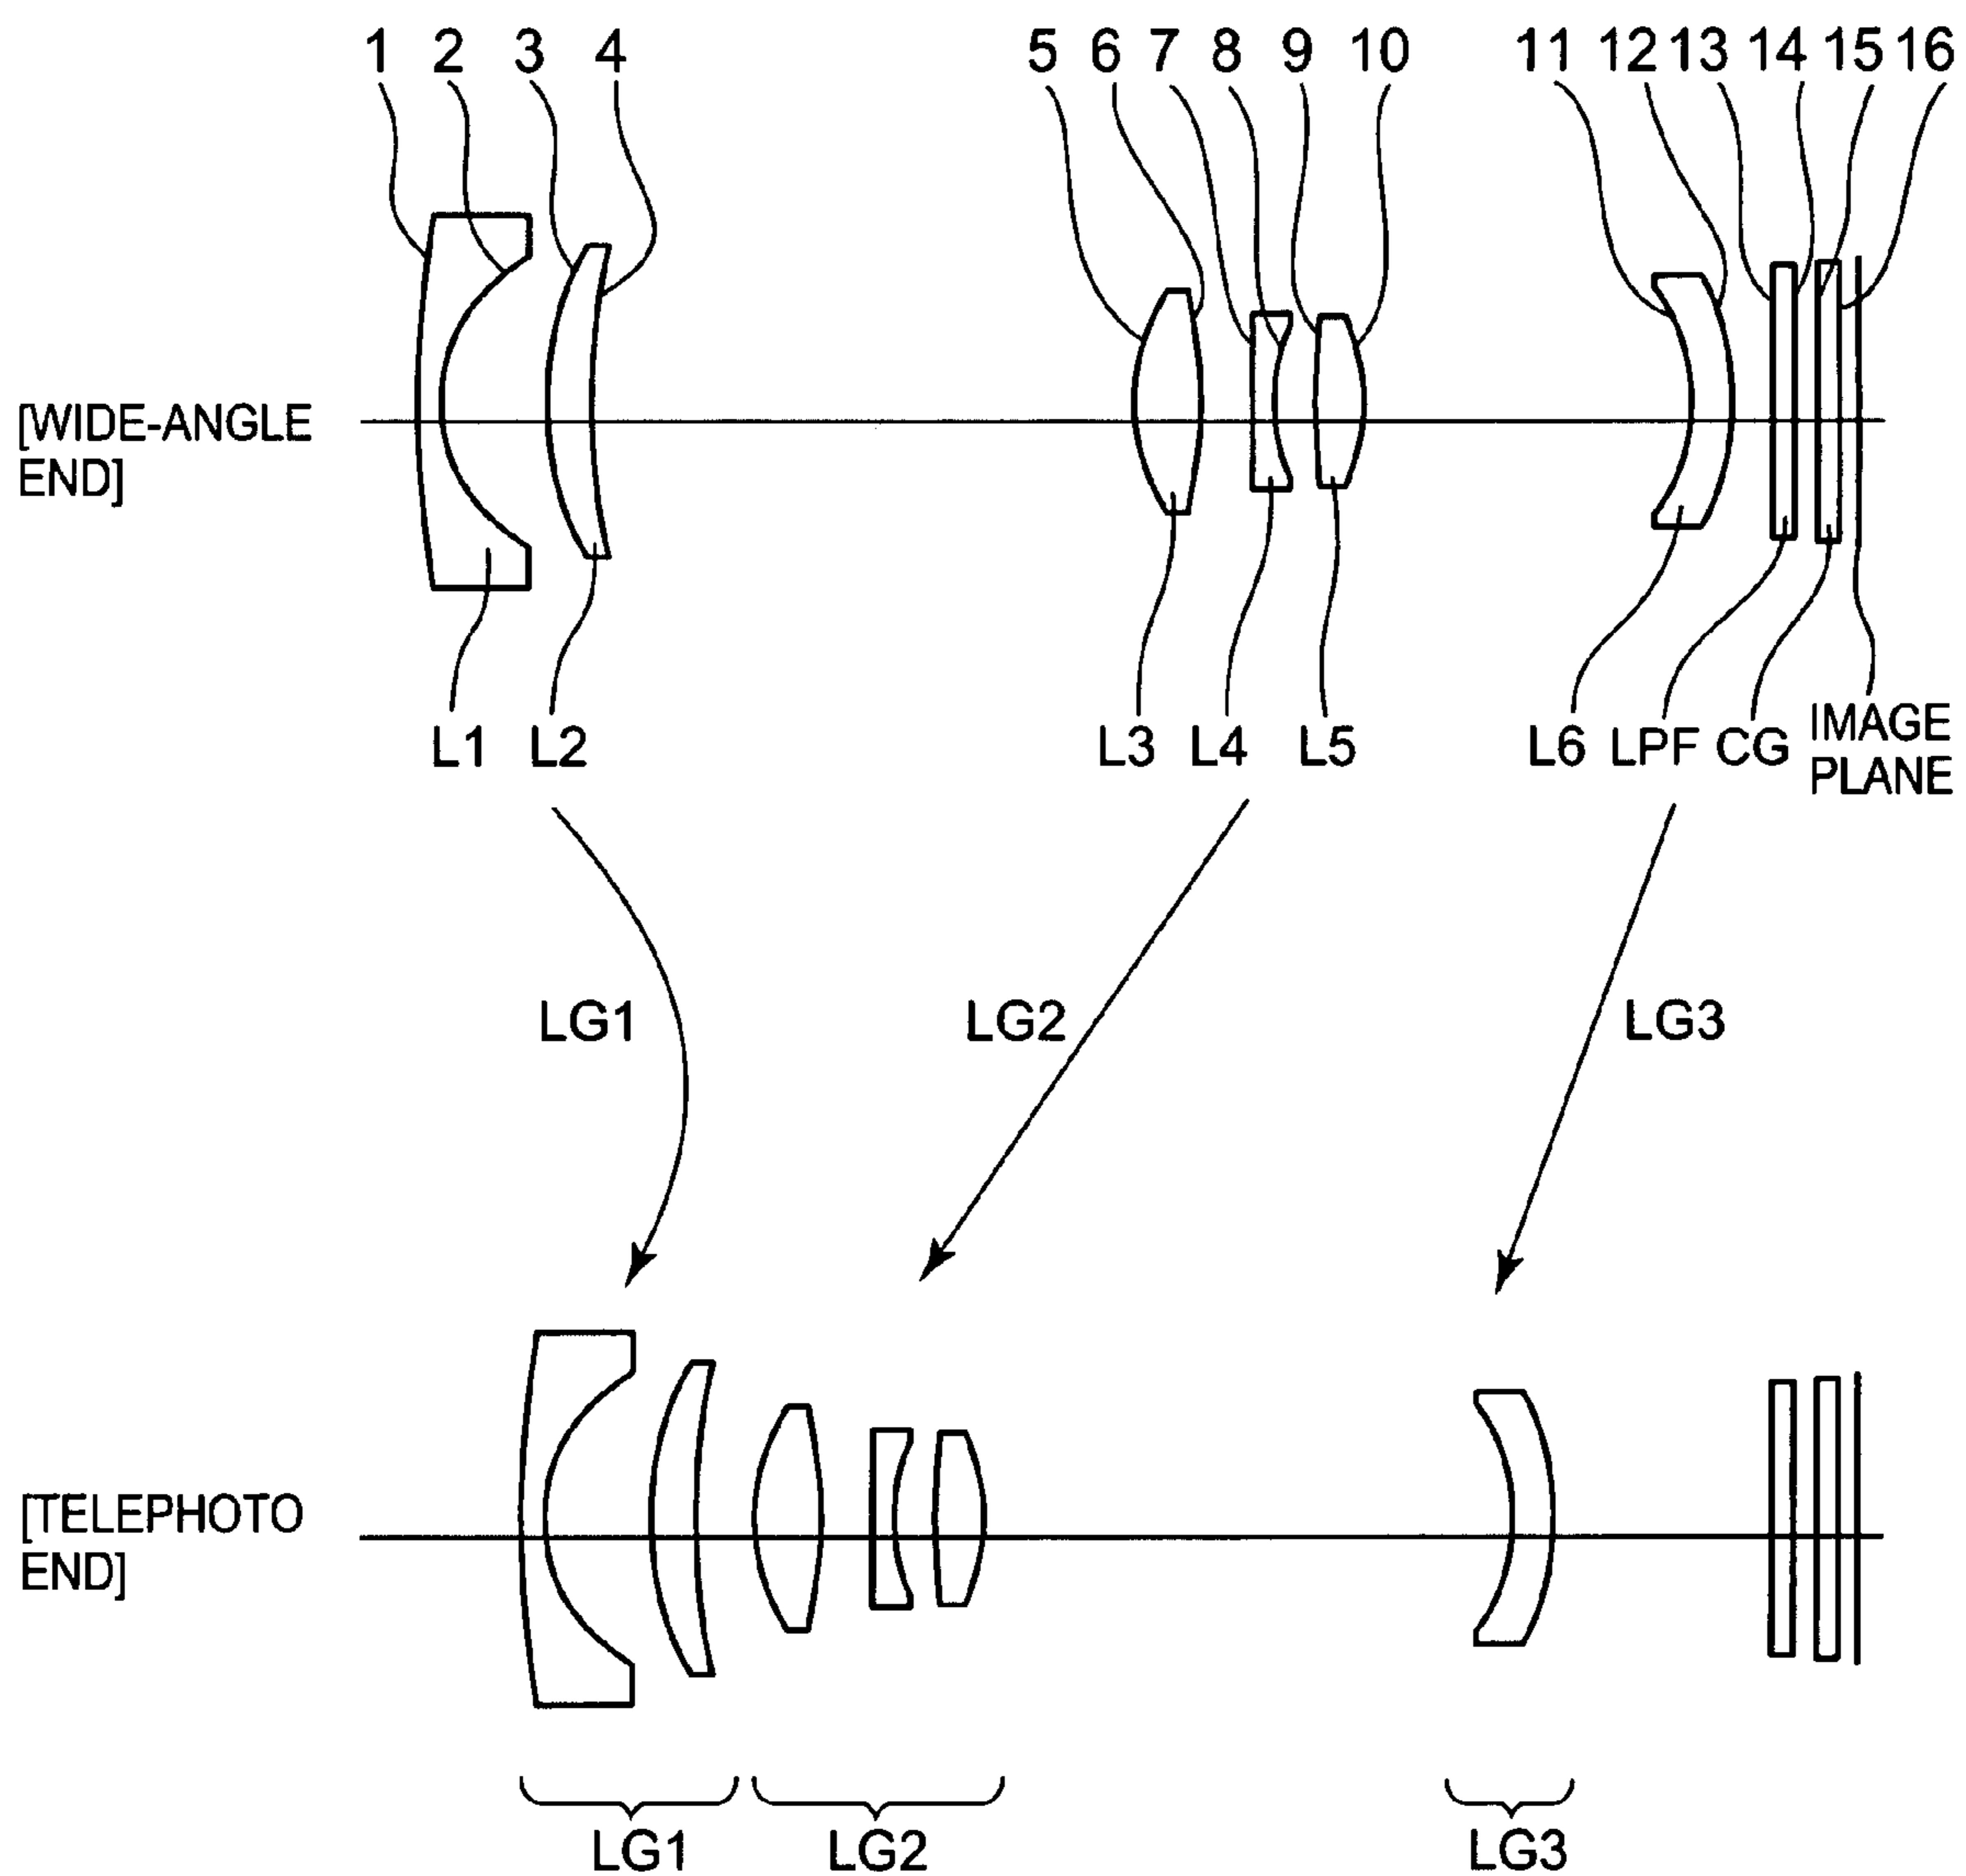 1 2 3 4 5 6 7 8 9 10 11 12 13 14 15 16
[WIDE-ANGLE
END]
L1 L2 L3 L4 L5 L6 LPF CG IMAGE
PLANE
LG1 LG2 LG3
[TELEPHOTO
END]
LG1 LG2 LG3